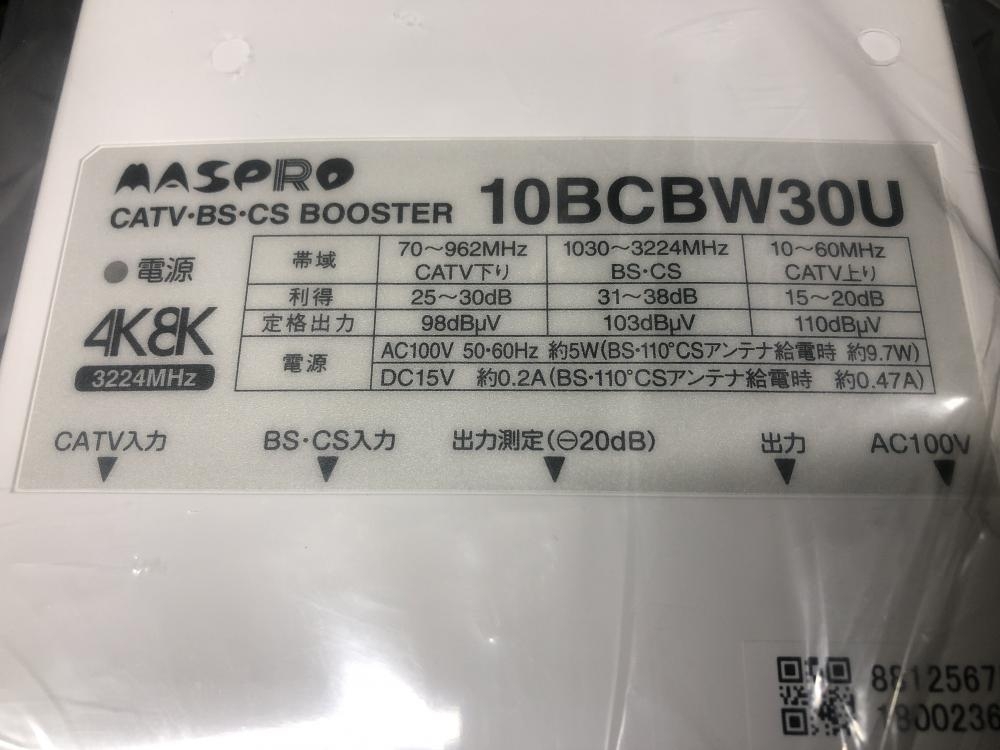 MASPRO
CATV・BS・CS BOOSTER 10BCBW30U
電源
4K8K
3224MHz
帯域 70〜962MHz CATV下り 1030〜3224MHz BS・CS 10〜60MHz CATV上り
利得 25〜30dB 31〜38dB 15〜20dB
定格出力 98dBμV 103dBμV 110dBμV
電源 AC100V 50・60Hz 約5W(BS・110°CSアンテナ給電時 約9.7W)
DC15V 約0.2A(BS・110°CSアンテナ給電時 約0.47A)
CATV入力 BS・CS入力 出力測定(⊖20dB) 出力 AC100V
8812567
1800236